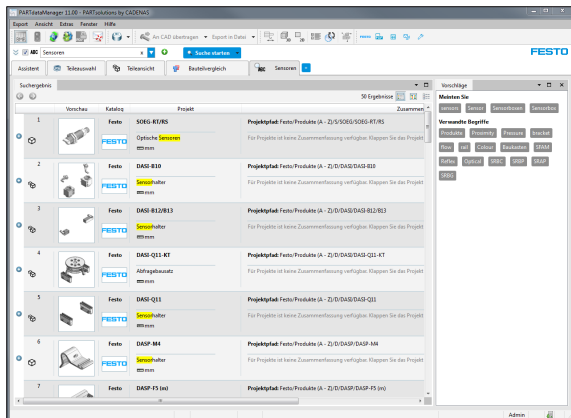 PARTdataManager 11.00 - PARTsolutions by CADENAS
Export Ansicht Extras Fenster Hilfe
An CAD übertragen Export in Datei
ABC Sensoren x Suche starten FESTO
Assistent Teileauswahl Teileansicht Bauteilvergleich ABC Sensoren
Suchergebnis
50 Ergebnisse
Vorschau Katalog Projekt Zusammen
1 Festo SOEG-RT/RS Projektpfad: Festo/Produkte (A - Z)/S/SOEG/SOEG-RT/RS
FESTO Optische Sensoren Für Projekte ist keine Zusammenfassung verfügbar. Klappen Sie das Projekt
mm
2 Festo DASI-B10 Projektpfad: Festo/Produkte (A - Z)/D/DASI/DASI-B10
FESTO Sensorhalter Für Projekte ist keine Zusammenfassung verfügbar. Klappen Sie das Projekt
mm
3 Festo DASI-B12/B13 Projektpfad: Festo/Produkte (A - Z)/D/DASI/DASI-B12/B13
FESTO Sensorhalter Für Projekte ist keine Zusammenfassung verfügbar. Klappen Sie das Projekt
mm
4 Festo DASI-Q11-KT Projektpfad: Festo/Produkte (A - Z)/D/DASI/DASI-Q11-KT
FESTO Abfragebausatz Für Projekte ist keine Zusammenfassung verfügbar. Klappen Sie das Projekt
mm
5 Festo DASI-Q11 Projektpfad: Festo/Produkte (A - Z)/D/DASI/DASI-Q11
FESTO Sensorhalter Für Projekte ist keine Zusammenfassung verfügbar. Klappen Sie das Projekt
mm
6 Festo DASP-M4 Projektpfad: Festo/Produkte (A - Z)/D/DASP/DASP-M4
FESTO Sensorhalter Für Projekte ist keine Zusammenfassung verfügbar. Klappen Sie das Projekt
mm
7 Festo DASP-F5 (m) Projektpfad: Festo/Produkte (A - Z)/D/DASP/DASP-F5 (m)
Vorschläge
Meinten Sie
sensors Sensor Sensorboxen Sensorbox
Verwandte Begriffe
Produkte Proximity Pressure bracket
flow rail Colour Baukasten SPAM
Reflex Optical SRBC SRBP SRAP
SRBG
Admin